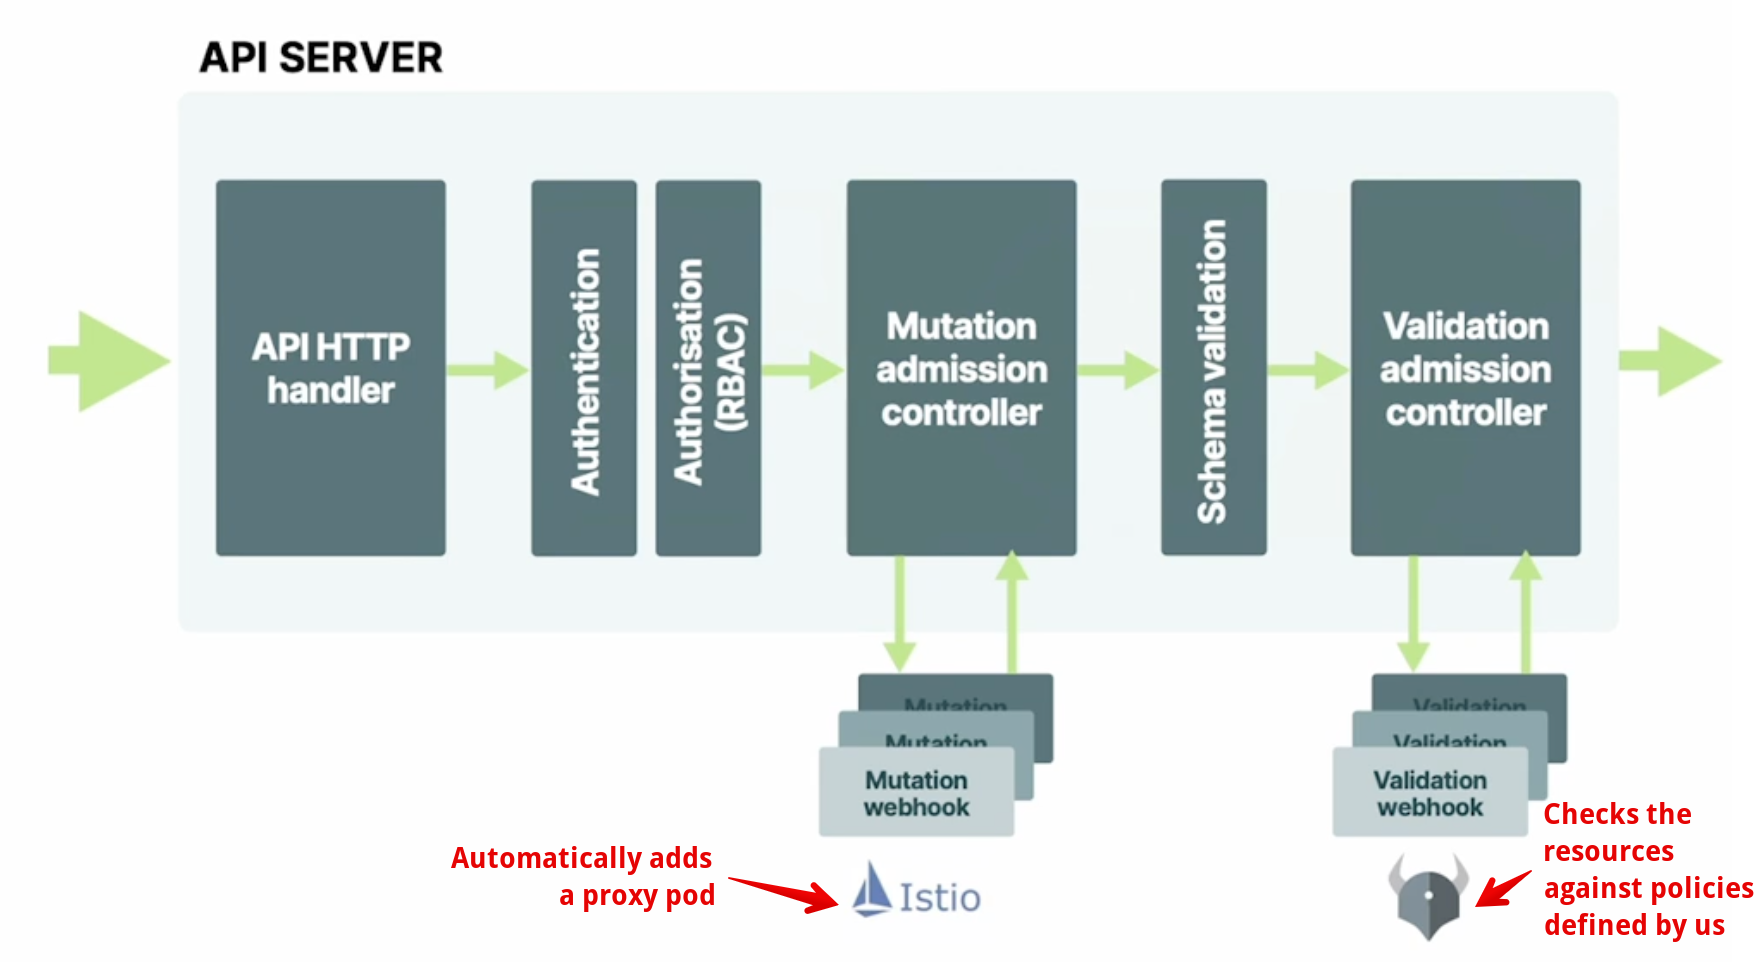 API SERVER
API HTTP
handler
Authentication
Authorisation
(RBAC)
Mutation
admission
controller
Schema validation
Validation
admission
controller
Mutation
Mutation
Mutation
webhook
Validation
Validation
Validation
webhook
Automatically adds
a proxy pod
Istio
Checks the
resources
against policies
defined by us